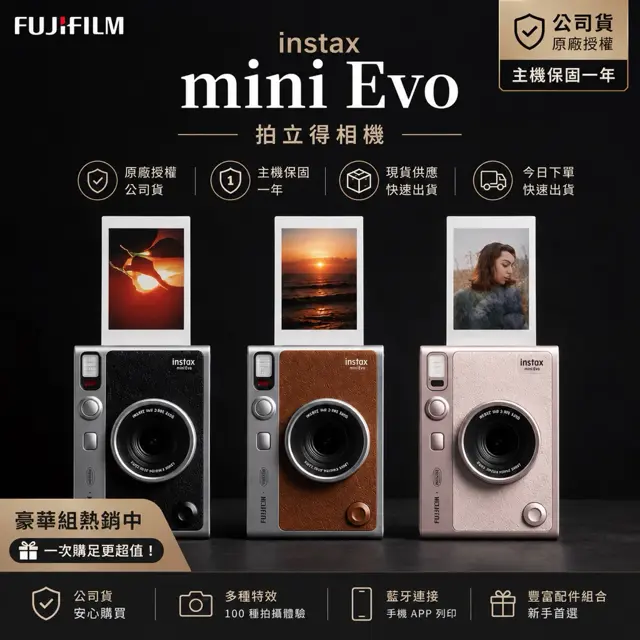 FUJIFILM
instax
mini Evo
拍立得相機
公司貨
原廠授權
主機保固一年
原廠授權
公司貨
1
主機保固
一年
現貨供應
快速出貨
今日下單
快速出貨
instax
mini Evo
instax
mini Evo
instax
mini Evo
FUJIFILM
FUJIFILM
豪華組熱銷中
一次購足更超值！
公司貨
安心購買
多種特效
100 種拍攝體驗
藍牙連接
手機 APP 列印
豐富配件組合
新手首選